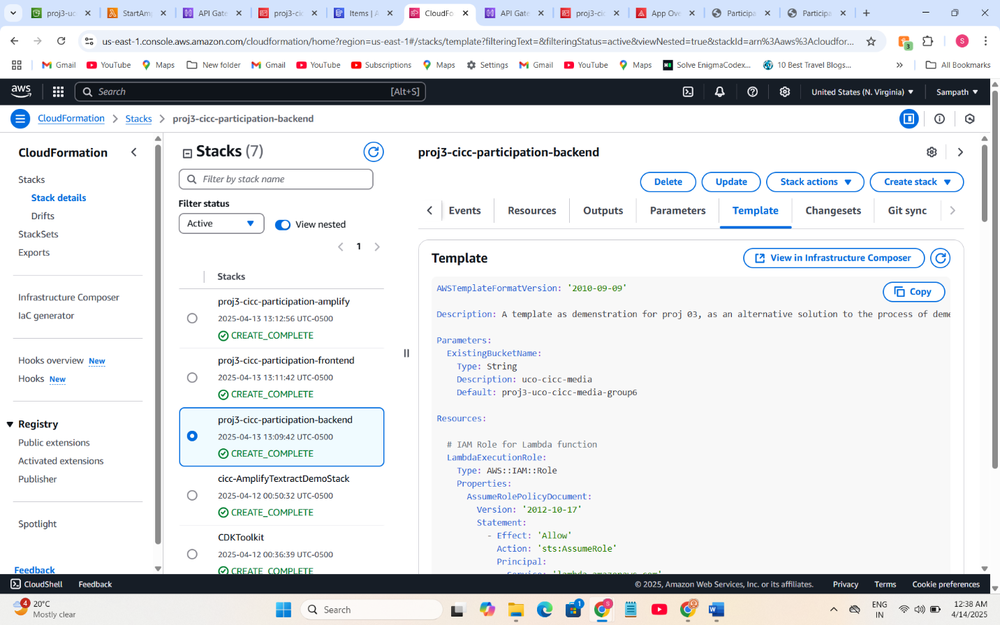 proj3-uc
StartAmp
API Gate
proj3-cic
Items | A
CloudFo
API Gate
proj3-cic
App Ove
Participa
Participa
us-east-1.console.aws.amazon.com/cloudformation/home?region=us-east-1#/stacks/template?filteringText=&filteringStatus=active&viewNested=true&stackId=arn%3Aaws%3Acloudfor...
3
S
Gmail
YouTube
Maps
New folder
Gmail
YouTube
Subscriptions
Maps
Settings
Gmail
YouTube
Maps
Solve EnigmaCodex...
10 Best Travel Blogs...
All Bookmarks
aws
Search
[Alt+S]
United States (N. Virginia)
Sampath
CloudFormation
Stacks
proj3-cicc-participation-backend
CloudFormation
Stacks
Stack details
Drifts
StackSets
Exports
Infrastructure Composer
IaC generator
Hooks overview New
Hooks New
Registry
Public extensions
Activated extensions
Publisher
Spotlight
Feedback
Stacks (7)
Filter by stack name
Filter status
Active
View nested
1
Stacks
proj3-cicc-participation-amplify
2025-04-13 13:12:56 UTC-0500
CREATE_COMPLETE
proj3-cicc-participation-frontend
2025-04-13 13:11:42 UTC-0500
CREATE_COMPLETE
proj3-cicc-participation-backend
2025-04-13 13:09:42 UTC-0500
CREATE_COMPLETE
cicc-AmplifyTextractDemoStack
2025-04-12 00:50:32 UTC-0500
CREATE_COMPLETE
CDKToolkit
2025-04-12 00:36:39 UTC-0500
CREATE_COMPLETE
proj3-cicc-participation-backend
Delete
Update
Stack actions
Create stack
Events
Resources
Outputs
Parameters
Template
Changesets
Git sync
Template
View in Infrastructure Composer
Copy
AWSTemplateFormatVersion: '2010-09-09'
Description: A template as demenstration for proj 03, as an alternative solution to the process of deme
Parameters:
ExistingBucketName:
Type: String
Description: uco-cicc-media
Default: proj3-uco-cicc-media-group6
Resources:
# IAM Role for Lambda function
LambdaExecutionRole:
Type: AWS::IAM::Role
Properties:
AssumeRolePolicyDocument:
Version: '2012-10-17'
Statement:
- Effect: 'Allow'
Action: 'sts:AssumeRole'
Principal:
Service: 'lambda.amazonaws.com'
CloudShell
Feedback
© 2025, Amazon Web Services, Inc. or its affiliates.
Privacy
Terms
Cookie preferences
4
20°C
Mostly clear
Search
1
S
ENG
IN
12:38 AM
4/14/2025